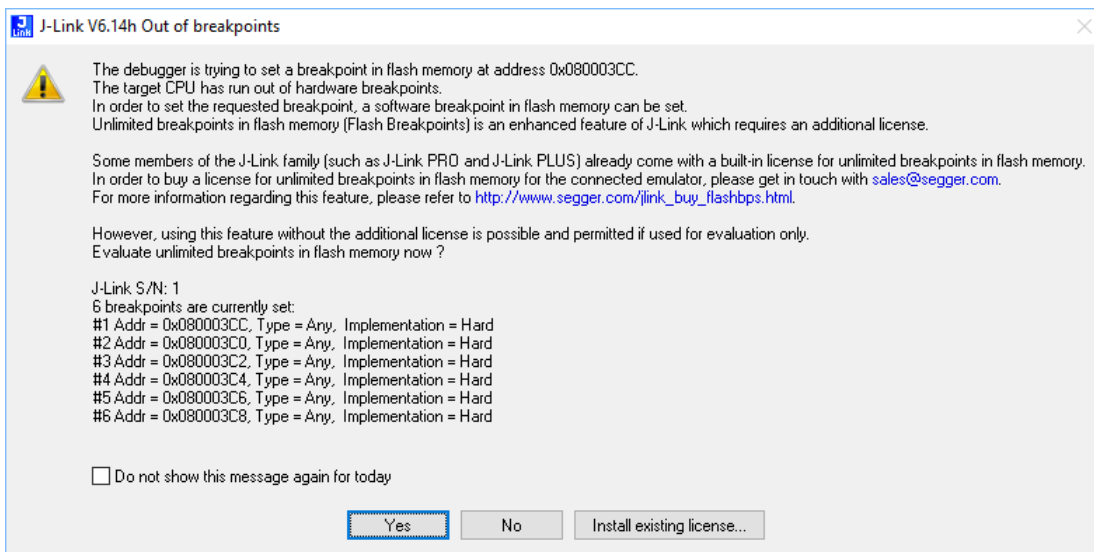 J-Link V6.14h Out of breakpoints
The debugger is trying to set a breakpoint in flash memory at address 0x080003CC.
The target CPU has run out of hardware breakpoints.
In order to set the requested breakpoint, a software breakpoint in flash memory can be set.
Unlimited breakpoints in flash memory (Flash Breakpoints) is an enhanced feature of J-Link which requires an additional license.
Some members of the J-Link family (such as J-Link PRO and J-Link PLUS) already come with a built-in license for unlimited breakpoints in flash memory.
In order to buy a license for unlimited breakpoints in flash memory for the connected emulator, please get in touch with sales@segger.com.
For more information regarding this feature, please refer to http://www.segger.com/jlink_buy_flashbps.html.
However, using this feature without the additional license is possible and permitted if used for evaluation only.
Evaluate unlimited breakpoints in flash memory now ?
J-Link S/N: 1
6 breakpoints are currently set:
#1 Addr = 0x080003CC, Type = Any, Implementation = Hard
#2 Addr = 0x080003C0, Type = Any, Implementation = Hard
#3 Addr = 0x080003C2, Type = Any, Implementation = Hard
#4 Addr = 0x080003C4, Type = Any, Implementation = Hard
#5 Addr = 0x080003C6, Type = Any, Implementation = Hard
#6 Addr = 0x080003C8, Type = Any, Implementation = Hard
Do not show this message again for today
Yes No Install existing license...